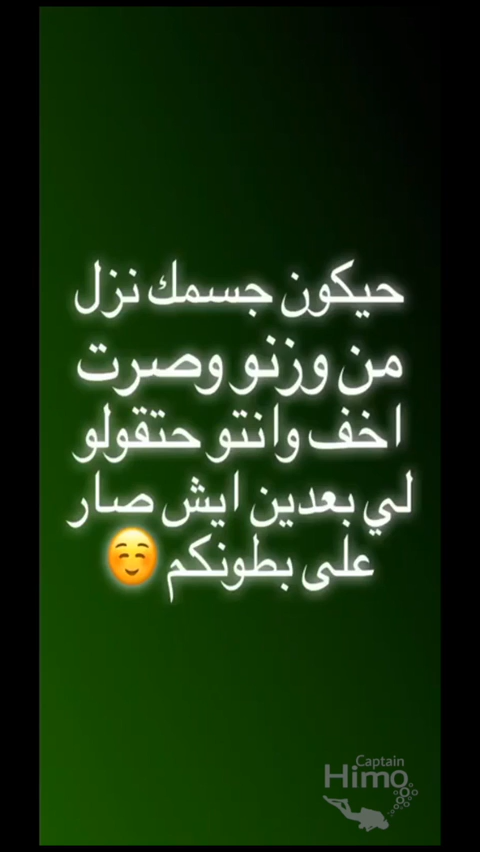 حيكون جسمك نزل
من وزنو وصرت
اخف وانتو حتقولو
لي بعدين ايش صار
على بطونكم ☺️
Captain
Himo